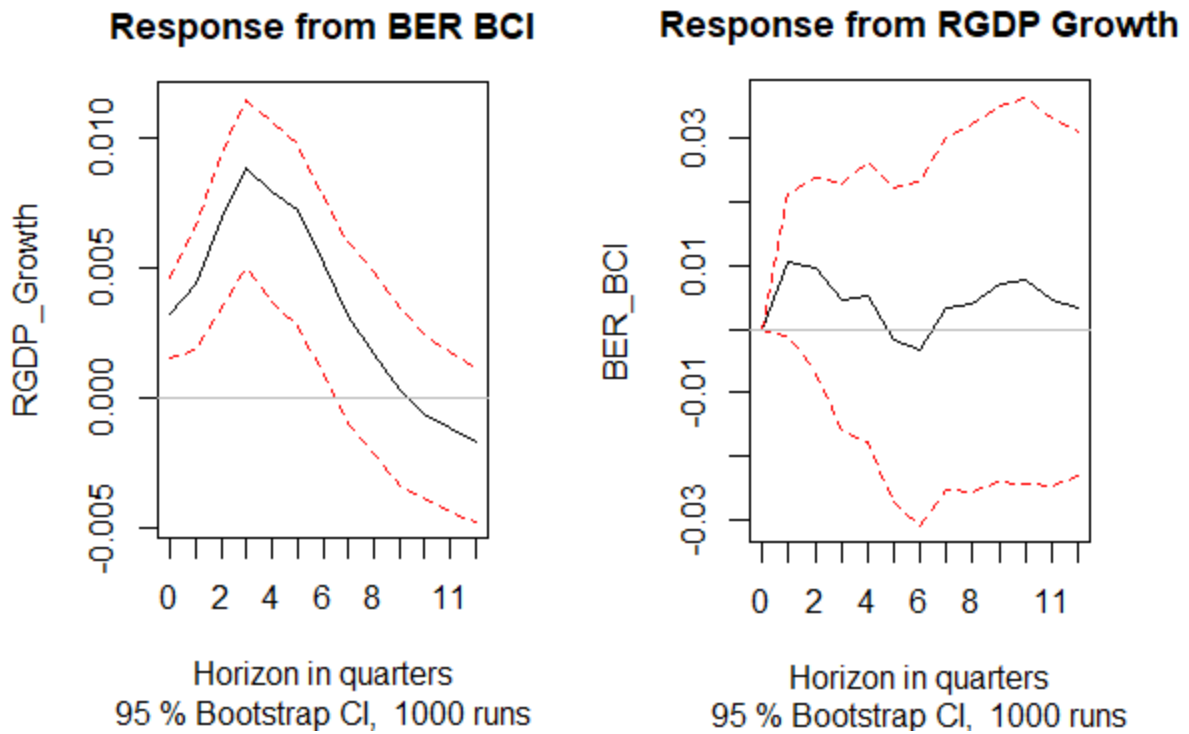 Response from BER BCI
RGDP_Growth
0.010
0.005
0.000
-0.005
0 2 4 6 8 11
Horizon in quarters
95 % Bootstrap CI, 1000 runs
Response from RGDP Growth
BER_BCI
0.03
0.01
-0.01
-0.03
0 2 4 6 8 11
Horizon in quarters
95 % Bootstrap CI, 1000 runs